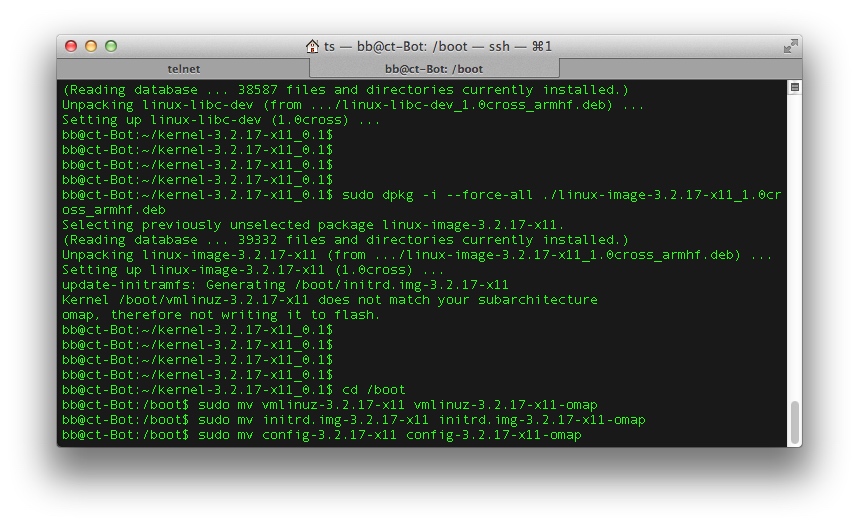 ts — bb@ct-Bot: /boot — ssh — ⌘1
telnet
bb@ct-Bot: /boot
(Reading database ... 38587 files and directories currently installed.)
Unpacking linux-libc-dev (from .../linux-libc-dev_1.0cross_armhf.deb) ...
Setting up linux-libc-dev (1.0cross) ...
bb@ct-Bot:~/kernel-3.2.17-x11_0.1$
bb@ct-Bot:~/kernel-3.2.17-x11_0.1$
bb@ct-Bot:~/kernel-3.2.17-x11_0.1$
bb@ct-Bot:~/kernel-3.2.17-x11_0.1$
bb@ct-Bot:~/kernel-3.2.17-x11_0.1$ sudo dpkg -i --force-all ./linux-image-3.2.17-x11_1.0cr
oss_armhf.deb
Selecting previously unselected package linux-image-3.2.17-x11.
(Reading database ... 39332 files and directories currently installed.)
Unpacking linux-image-3.2.17-x11 (from .../linux-image-3.2.17-x11_1.0cross_armhf.deb) ...
Setting up linux-image-3.2.17-x11 (1.0cross) ...
update-initramfs: Generating /boot/initrd.img-3.2.17-x11
Kernel /boot/vmlinuz-3.2.17-x11 does not match your subarchitecture
omap, therefore not writing it to flash.
bb@ct-Bot:~/kernel-3.2.17-x11_0.1$
bb@ct-Bot:~/kernel-3.2.17-x11_0.1$
bb@ct-Bot:~/kernel-3.2.17-x11_0.1$
bb@ct-Bot:~/kernel-3.2.17-x11_0.1$
bb@ct-Bot:~/kernel-3.2.17-x11_0.1$ cd /boot
bb@ct-Bot:/boot$ sudo mv vmlinuz-3.2.17-x11 vmlinuz-3.2.17-x11-omap
bb@ct-Bot:/boot$ sudo mv initrd.img-3.2.17-x11 initrd.img-3.2.17-x11-omap
bb@ct-Bot:/boot$ sudo mv config-3.2.17-x11 config-3.2.17-x11-omap